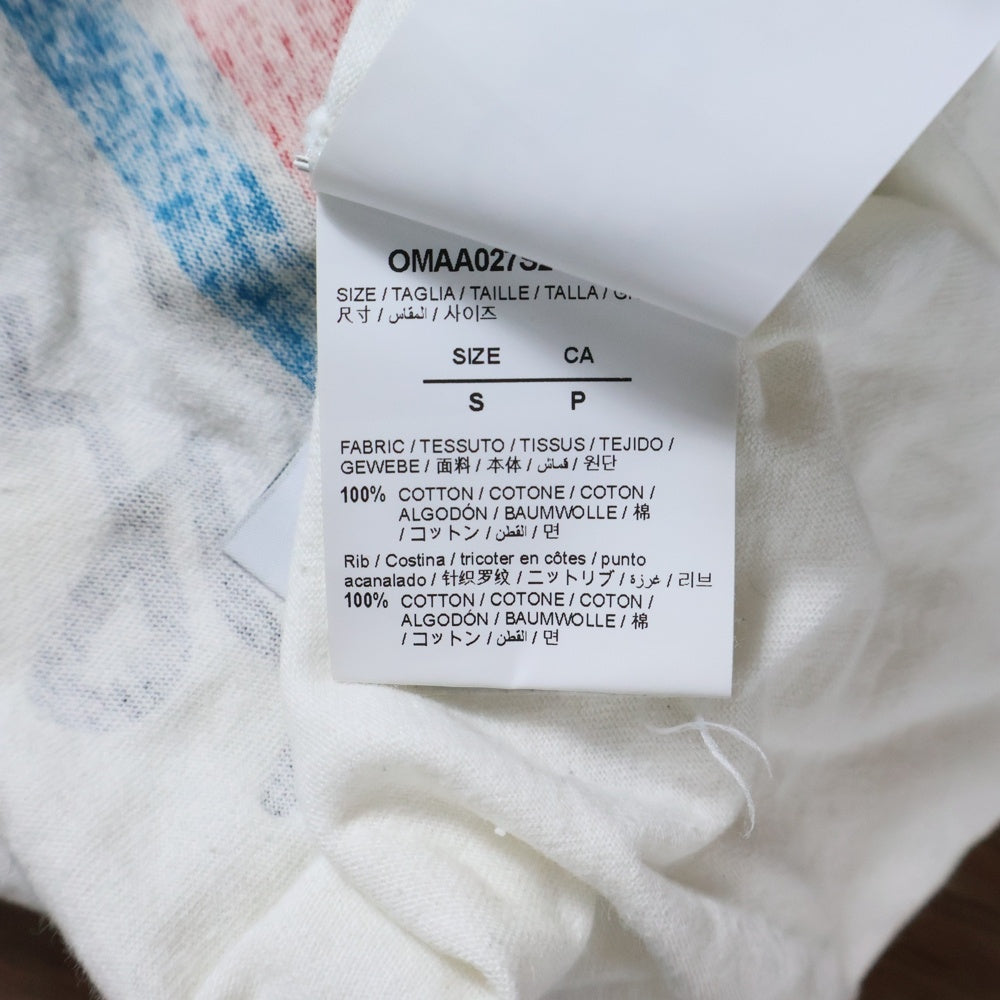 OMAA027S2
SIZE / TAGLIA / TAILLE / TALLA /
尺寸 / المقاس / 사이즈
SIZE CA
S P
FABRIC / TESSUTO / TISSUS / TEJIDO /
GEWEBE / 面料 / 本体 / قماش / 원단
100% COTTON / COTONE / COTON /
ALGODÓN / BAUMWOLLE / 棉
/ コットン / القطن / 면
Rib / Costina / tricoter en côtes / punto
acanalado / 针织罗纹 / ニットリブ / غرزة / 리브
100% COTTON / COTONE / COTON /
ALGODÓN / BAUMWOLLE / 棉
/ コットン / القطن / 면